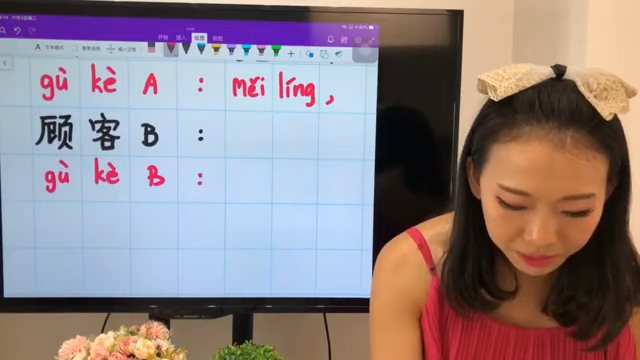 gù kè A : měi líng,
顾客 B :
gù kè B :